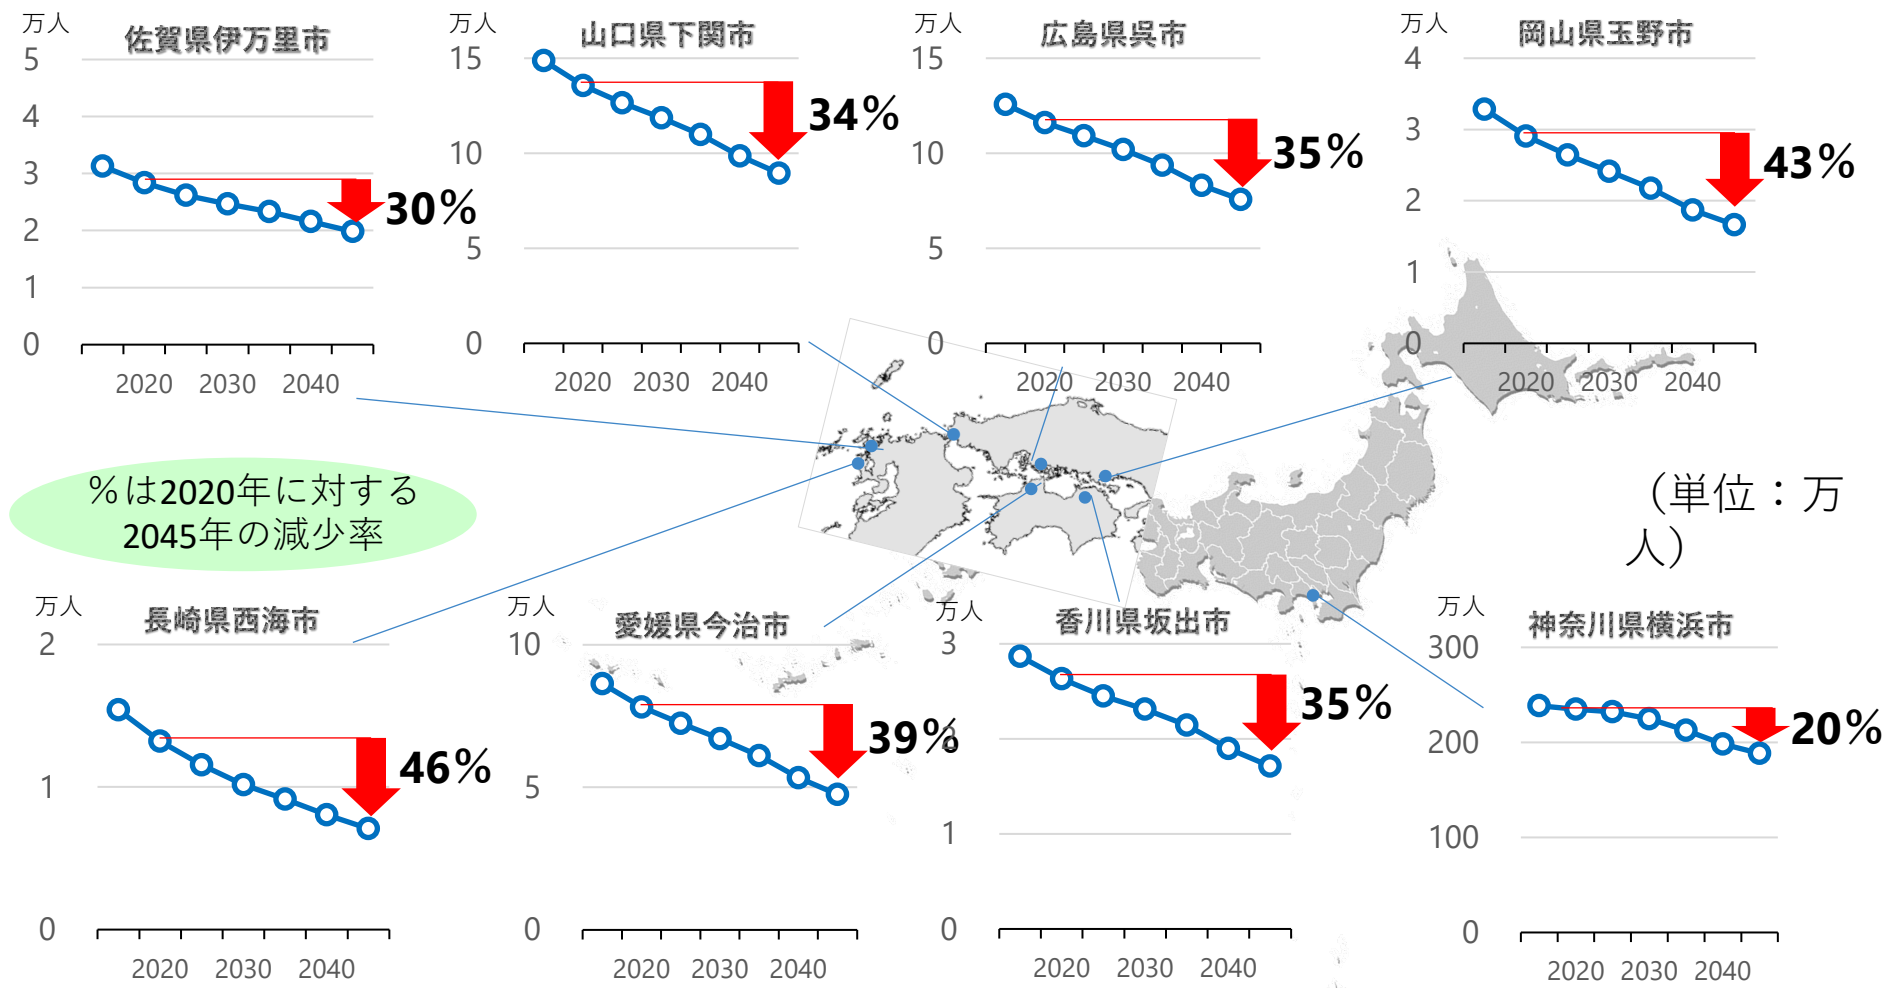 万人
佐賀県伊万里市
5
4
3
2
1
0
2020 2030 2040
30%
万人
山口県下関市
15
10
5
0
2020 2030 2040
34%
万人
広島県呉市
15
10
5
0
2020 2030 2040
35%
万人
岡山県玉野市
4
3
2
1
0
2020 2030 2040
43%
％は2020年に対する
2045年の減少率
（単位：万
人）
万人
長崎県西海市
2
1
0
2020 2030 2040
46%
万人
愛媛県今治市
10
5
0
2020 2030 2040
39%
万人
香川県坂出市
3
2
1
0
2020 2030 2040
35%
万人
神奈川県横浜市
300
200
100
0
2020 2030 2040
20%